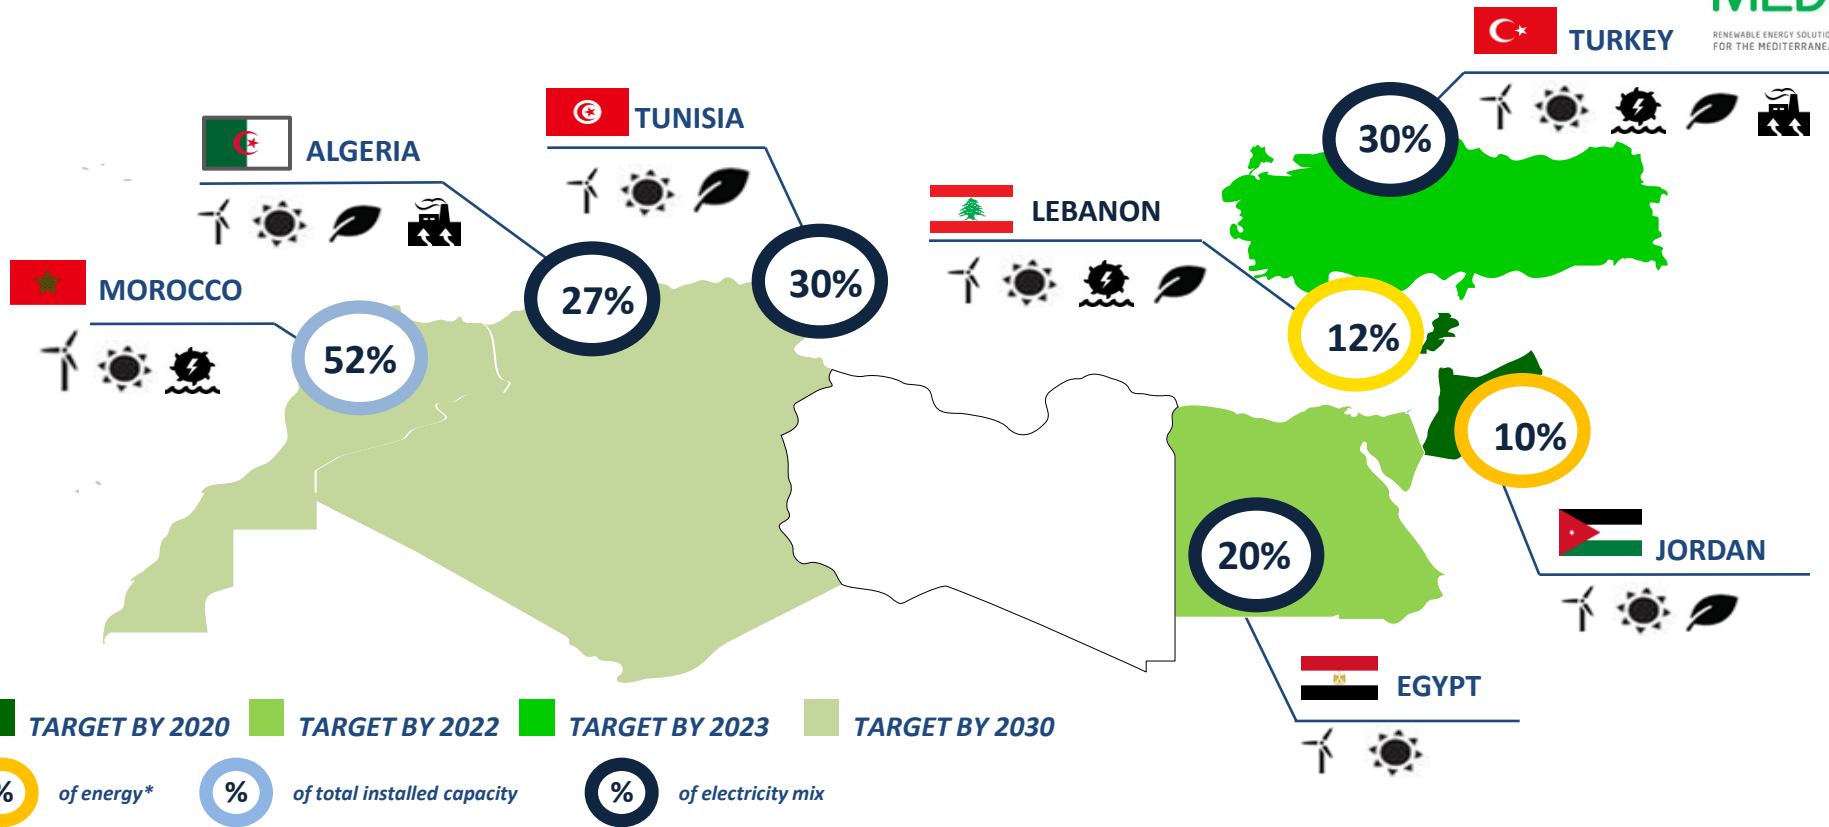 MED
RENEWABLE ENERGY
FOR THE
TURKEY
30%
TUNISIA
ALGERIA
LEBANON
30%
27%
MOROCCO
52%
12%
10%
20%
JORDAN
EGYPT
TARGET BY 2020 TARGET BY 2022 TARGET BY 2023 TARGET BY 2030
% of energy* % of total installed capacity % of electricity mix